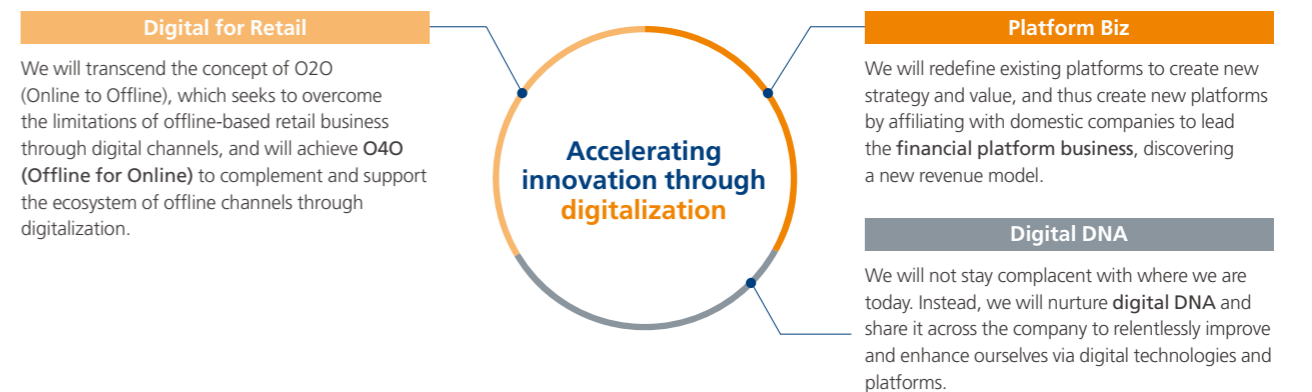 Digital for Retail
We will transcend the concept of O2O
(Online to Offline), which seeks to overcome
the limitations of offline-based retail business
through digital channels, and will achieve O4O
(Offline for Online) to complement and support
the ecosystem of offline channels through
digitalization.
Accelerating
innovation through
digitalization
Platform Biz
We will redefine existing platforms to create new
strategy and value, and thus create new platforms
by affiliating with domestic companies to lead
the financial platform business, discovering
a new revenue model.
Digital DNA
We will not stay complacent with where we are
today. Instead, we will nurture digital DNA and
share it across the company to relentlessly improve
and enhance ourselves via digital technologies and
platforms.